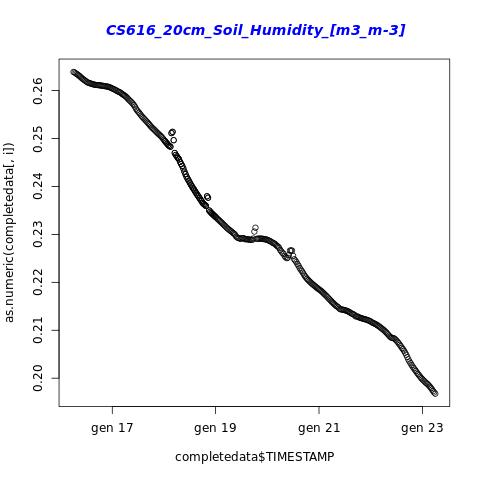 CS616_20cm_Soil_Humidity_[m3_m-3]
as.numeric(completedata[, i])
0.26
0.25
0.24
0.23
0.22
0.21
0.20
gen 17 gen 19 gen 21 gen 23
completedata$TIMESTAMP